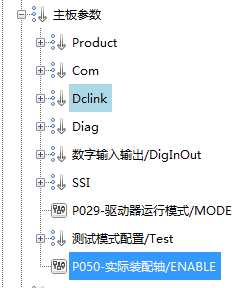 主板参数
Product
Com
Dclink
Diag
数字输入输出/DigInOut
SSI
P029-驱动器运行模式/MODE
测试模式配置/Test
P050-实际装配轴/ENABLE